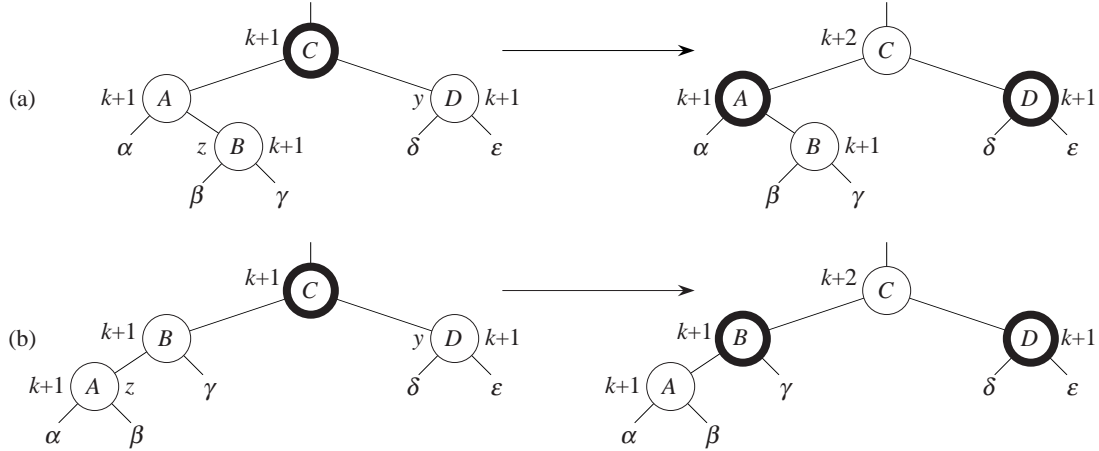 k+1 C k+2 C
(a) k+1 A y D k+1 k+1 A D k+1
α z B k+1 δ ε α B k+1 δ ε
β γ β γ
k+1 C k+2 C
(b) k+1 B y D k+1 k+1 B D k+1
k+1 A z γ δ ε k+1 A γ δ ε
α β α β